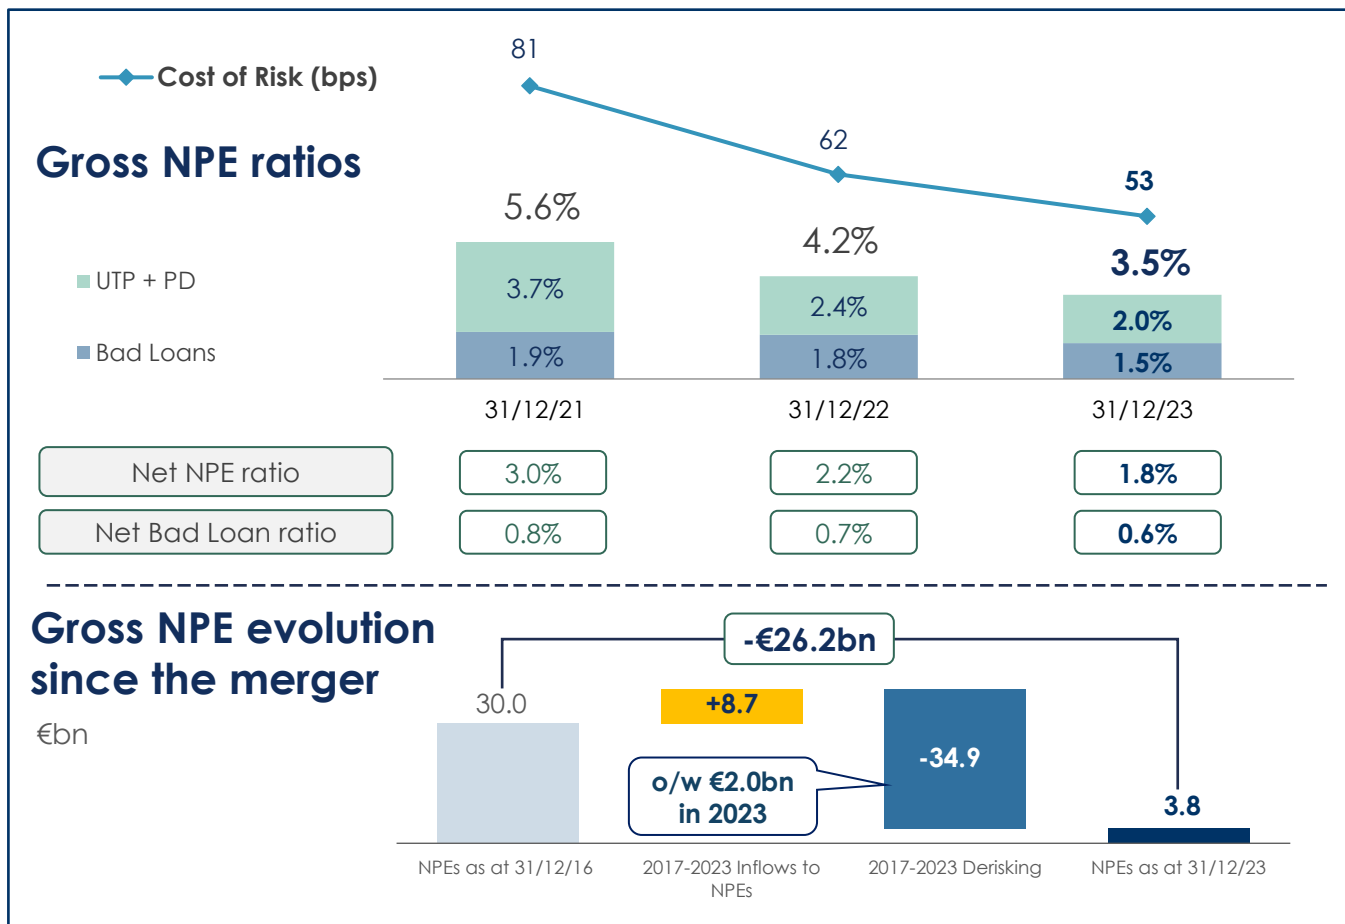 81
Cost of Risk (bps)
Gross NPE ratios
62
53
5.6%
4.2%
3.5%
UTP + PD
3.7%
2.4%
2.0%
Bad Loans
1.9%
1.8%
1.5%
31/12/21
31/12/22
31/12/23
Net NPE ratio
3.0%
2.2%
1.8%
Net Bad Loan ratio
0.8%
0.7%
0.6%
Gross NPE evolution
since the merger
€bn
-€26.2bn
30.0
+8.7
-34.9
o/w €2.0bn
in 2023
3.8
NPEs as at 31/12/16
2017-2023 Inflows to
NPEs
2017-2023 Derisking
NPEs as at 31/12/23